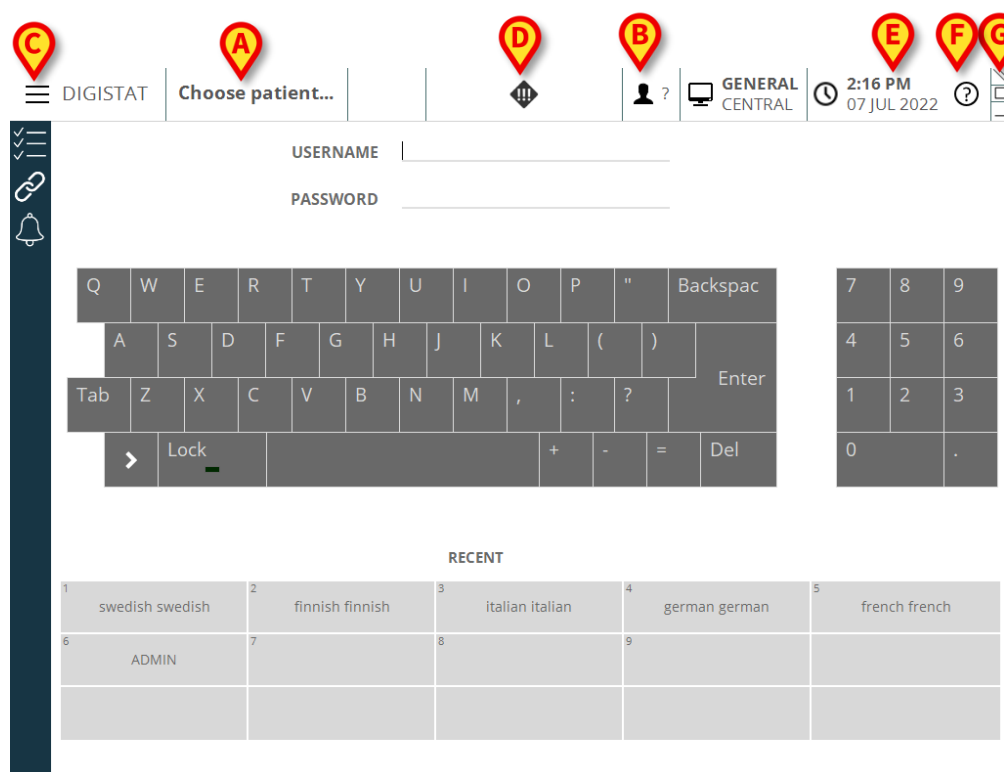 C A D B E F G
DIGISTAT Choose patient... !!! ? GENERAL 2:16 PM ?
CENTRAL 07 JUL 2022
USERNAME
PASSWORD
Q W E R T Y U I O P " Backspac 7 8 9
A S D F G H J K L ( ) 4 5 6
Enter
Tab Z X C V B N M , : ? 1 2 3
Lock + - = Del 0 .
RECENT
1 swedish swedish 2 finnish finnish 3 italian italian 4 german german 5 french french
6 ADMIN 7 8 9